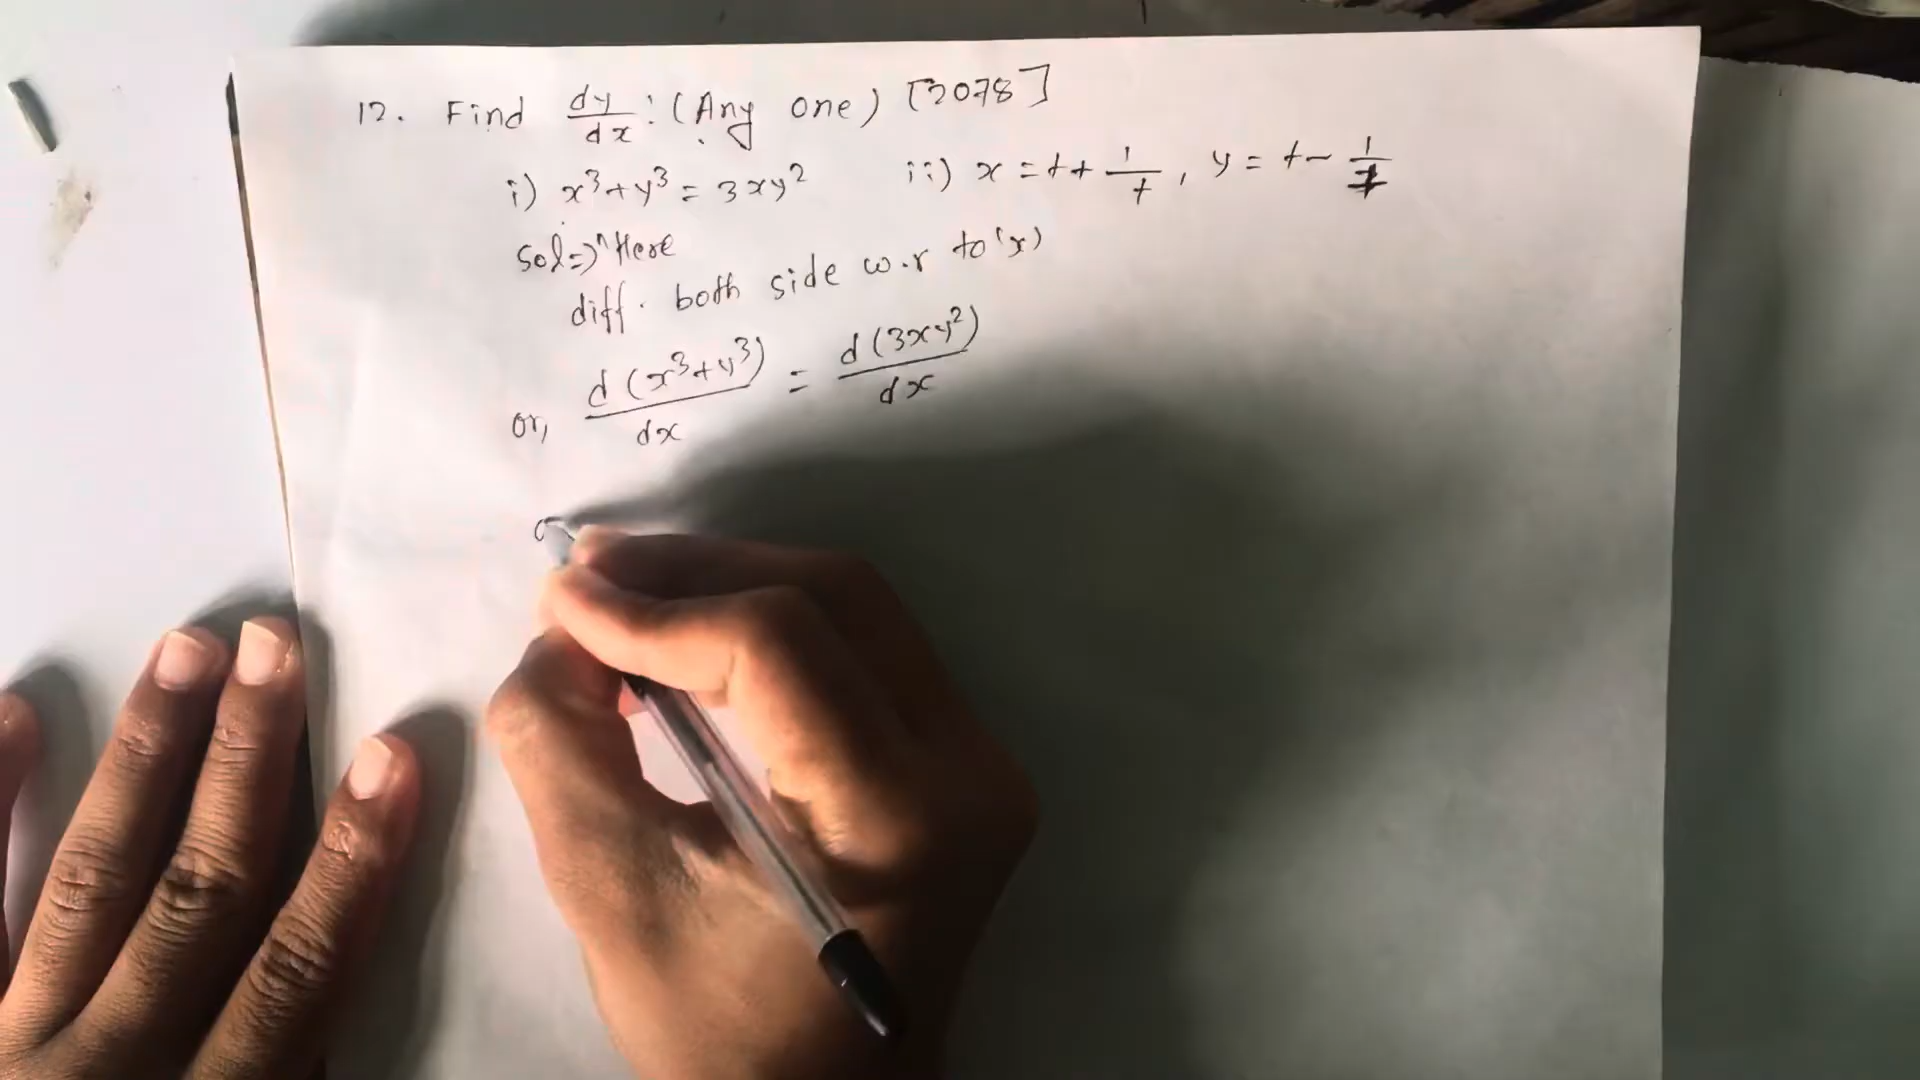 12. Find dy/dx : (Any one) [2078]
i) x³+y³ = 3xy² ii) x = t + 1/t , y = t - 1/t
Sol⇒ⁿ Here
diff. both side w.r to 'x'
or, d(x³+y³)/dx = d(3xy²)/dx